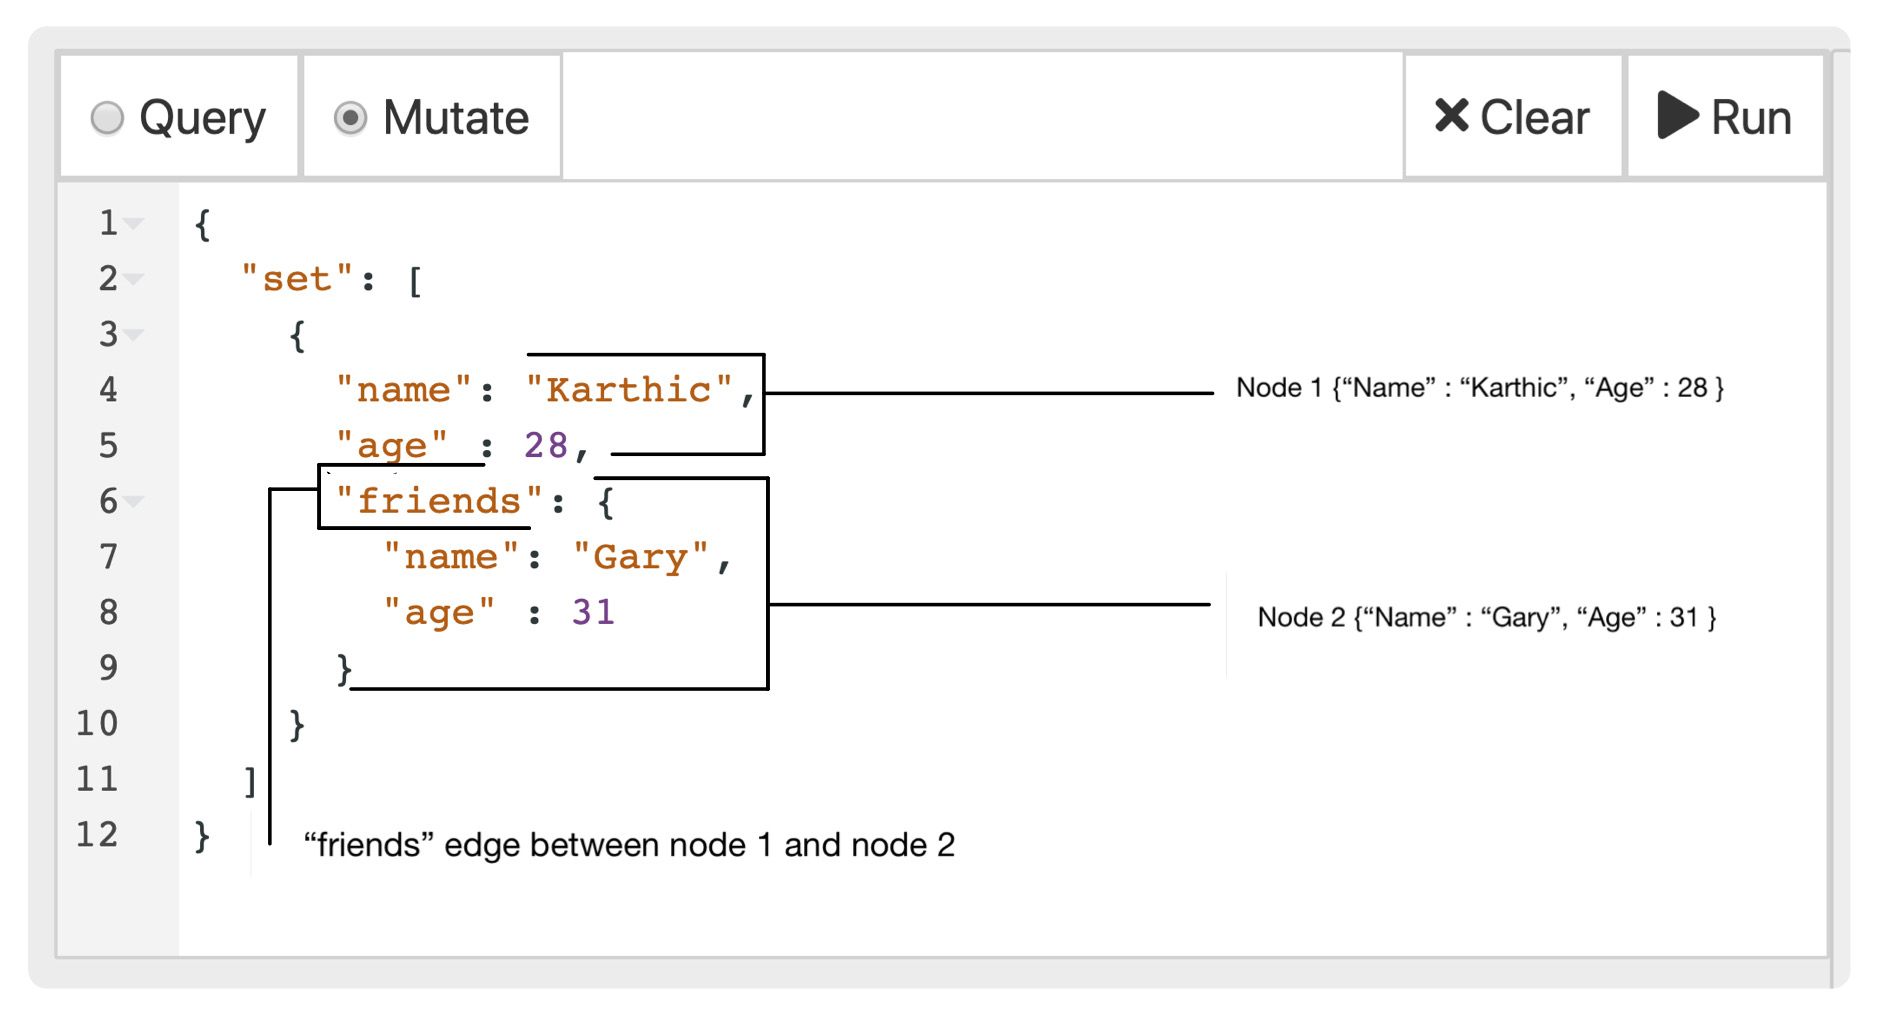 Query Mutate Clear Run
1 {
2 "set": [
3 {
4 "name": "Karthic", Node 1 {“Name” : “Karthic”, “Age” : 28 }
5 "age" : 28,
6 "friends": {
7 "name": "Gary",
8 "age" : 31 Node 2 {“Name” : “Gary”, “Age” : 31 }
9 }
10 }
11 ]
12 } “friends” edge between node 1 and node 2